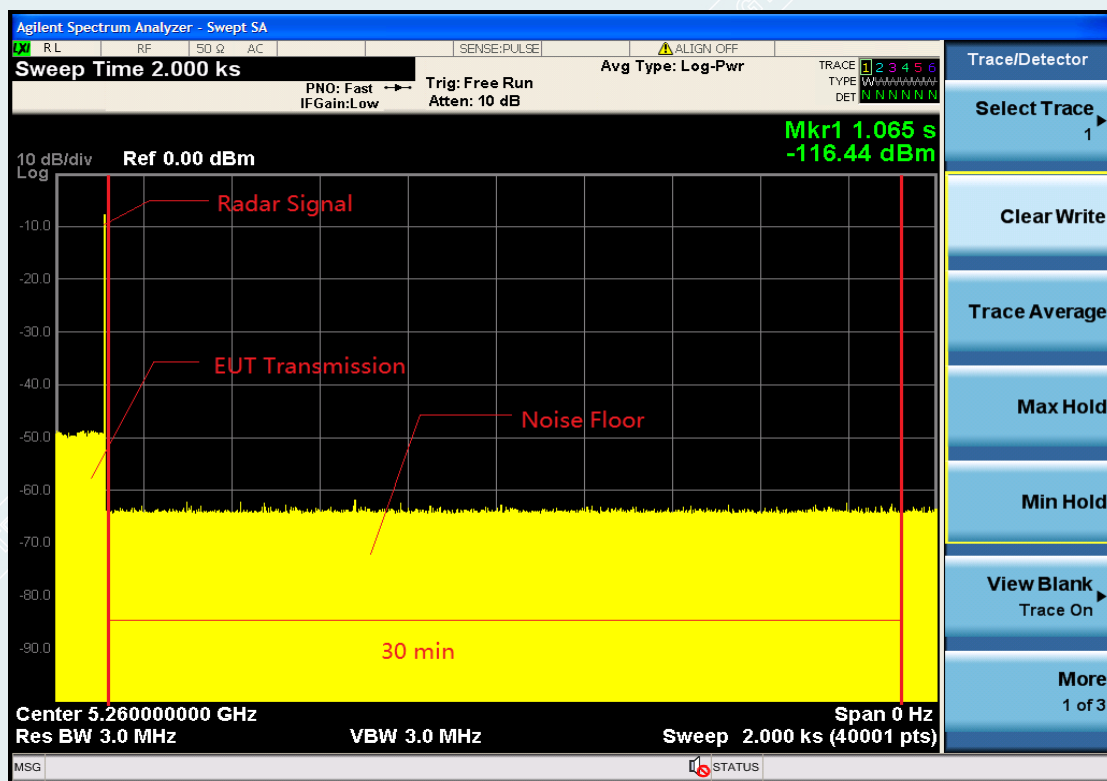 Agilent Spectrum Analyzer - Swept SA
LXI RL RF 50 Ω AC SENSE:PULSE ALIGN OFF
Sweep Time 2.000 ks
PNO: Fast
IFGain:Low
Trig: Free Run
Atten: 10 dB
Avg Type: Log-Pwr
TRACE 1 2 3 4 5 6
TYPE WWWWWW
DET N N N N N N
Mkr1 1.065 s
-116.44 dBm
10 dB/div Ref 0.00 dBm
Log
Radar Signal
-10.0
-20.0
-30.0
EUT Transmission
-40.0
Noise Floor
-50.0
-60.0
-70.0
-80.0
30 min
-90.0
Center 5.260000000 GHz Span 0 Hz
Res BW 3.0 MHz VBW 3.0 MHz Sweep 2.000 ks (40001 pts)
MSG STATUS
Trace/Detector
Select Trace
1
Clear Write
Trace Average
Max Hold
Min Hold
View Blank
Trace On
More
1 of 3